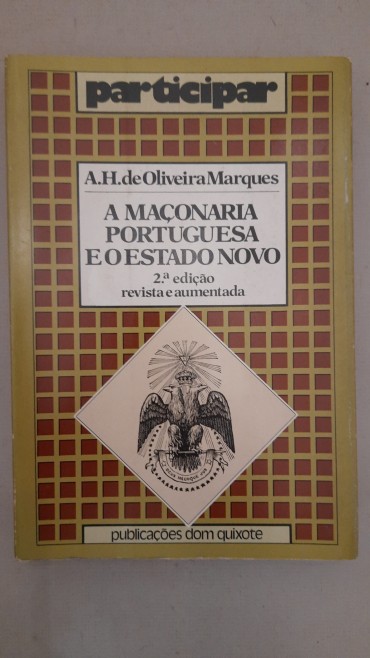 participar
A.H. de Oliveira Marques
A MAÇONARIA
PORTUGUESA
E O ESTADO NOVO
2.ª edição
revista e aumentada
publicações dom quixote